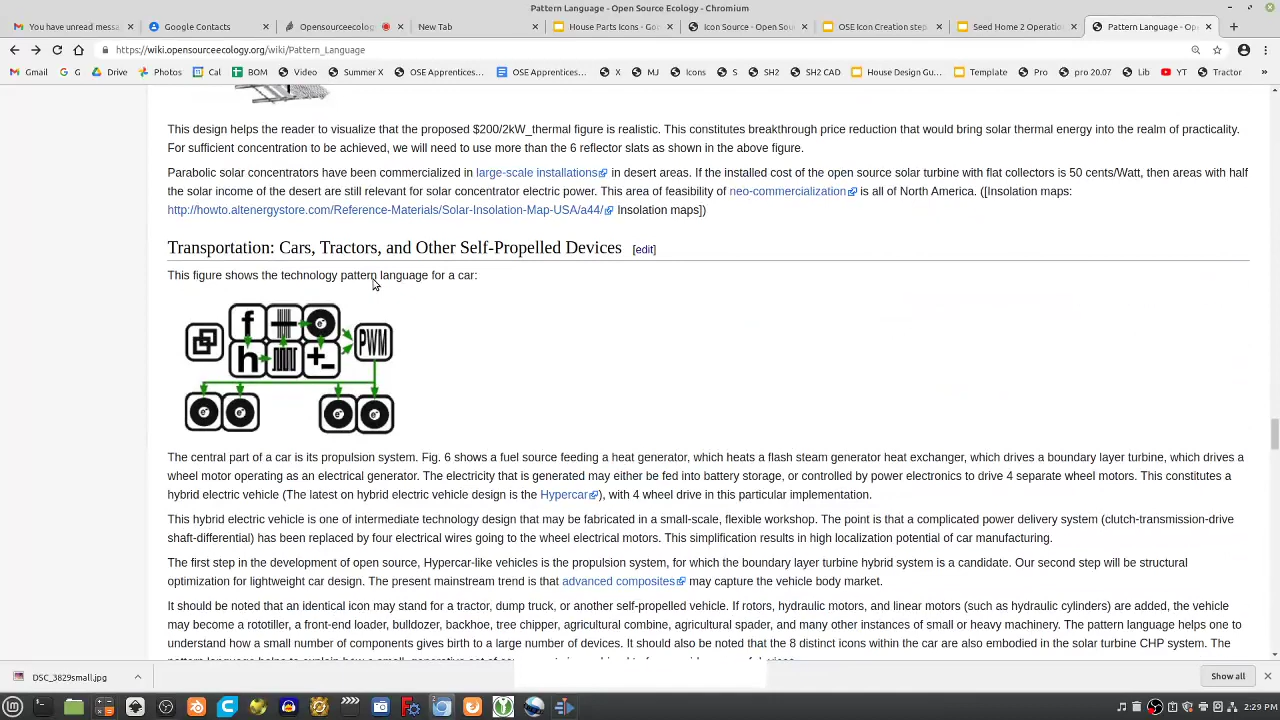 Pattern Language - Open Source Ecology - Chromium
You have unread messa
Google Contacts
Opensourceecolog
New Tab
House Parts Icons - Goo
Icon Source - Open Sou
OSE Icon Creation step
Seed Home 2 Operation
Pattern Language - Ope
https://wiki.opensourceecology.org/wiki/Pattern_Language
Gmail G Drive Photos Cal BOM Video Summer X OSE Apprentices... OSE Apprentices... X MJ Icons S SH2 SH2 CAD House Design Gu... Template Pro pro 20.07 Lib YT Tractor »
This design helps the reader to visualize that the proposed $200/2kW_thermal figure is realistic. This constitutes breakthrough price reduction that would bring solar thermal energy into the realm of practicality.
For sufficient concentration to be achieved, we will need to use more than the 6 reflector slats as shown in the above figure.
Parabolic solar concentrators have been commercialized in large-scale installations in desert areas. If the installed cost of the open source solar turbine with flat collectors is 50 cents/Watt, then areas with half
the solar income of the desert are still relevant for solar concentrator electric power. This area of feasibility of neo-commercialization is all of North America. ([Insolation maps:
http://howto.altenergystore.com/Reference-Materials/Solar-Insolation-Map-USA/a44/ Insolation maps])
Transportation: Cars, Tractors, and Other Self-Propelled Devices [edit]
This figure shows the technology pattern language for a car:
f
h
+-
PWM
The central part of a car is its propulsion system. Fig. 6 shows a fuel source feeding a heat generator, which heats a flash steam generator heat exchanger, which drives a boundary layer turbine, which drives a
wheel motor operating as an electrical generator. The electricity that is generated may either be fed into battery storage, or controlled by power electronics to drive 4 separate wheel motors. This constitutes a
hybrid electric vehicle (The latest on hybrid electric vehicle design is the Hypercar), with 4 wheel drive in this particular implementation.
This hybrid electric vehicle is one of intermediate technology design that may be fabricated in a small-scale, flexible workshop. The point is that a complicated power delivery system (clutch-transmission-drive
shaft-differential) has been replaced by four electrical wires going to the wheel electrical motors. This simplification results in high localization potential of car manufacturing.
The first step in the development of open source, Hypercar-like vehicles is the propulsion system, for which the boundary layer turbine hybrid system is a candidate. Our second step will be structural
optimization for lightweight car design. The present mainstream trend is that advanced composites may capture the vehicle body market.
It should be noted that an identical icon may stand for a tractor, dump truck, or another self-propelled vehicle. If rotors, hydraulic motors, and linear motors (such as hydraulic cylinders) are added, the vehicle
may become a rototiller, a front-end loader, bulldozer, backhoe, tree chipper, agricultural combine, agricultural spader, and many other instances of small or heavy machinery. The pattern language helps one to
understand how a small number of components gives birth to a large number of devices. It should also be noted that the 8 distinct icons within the car are also embodied in the solar turbine CHP system. The
DSC_3829small.jpg
Show all
2:29 PM